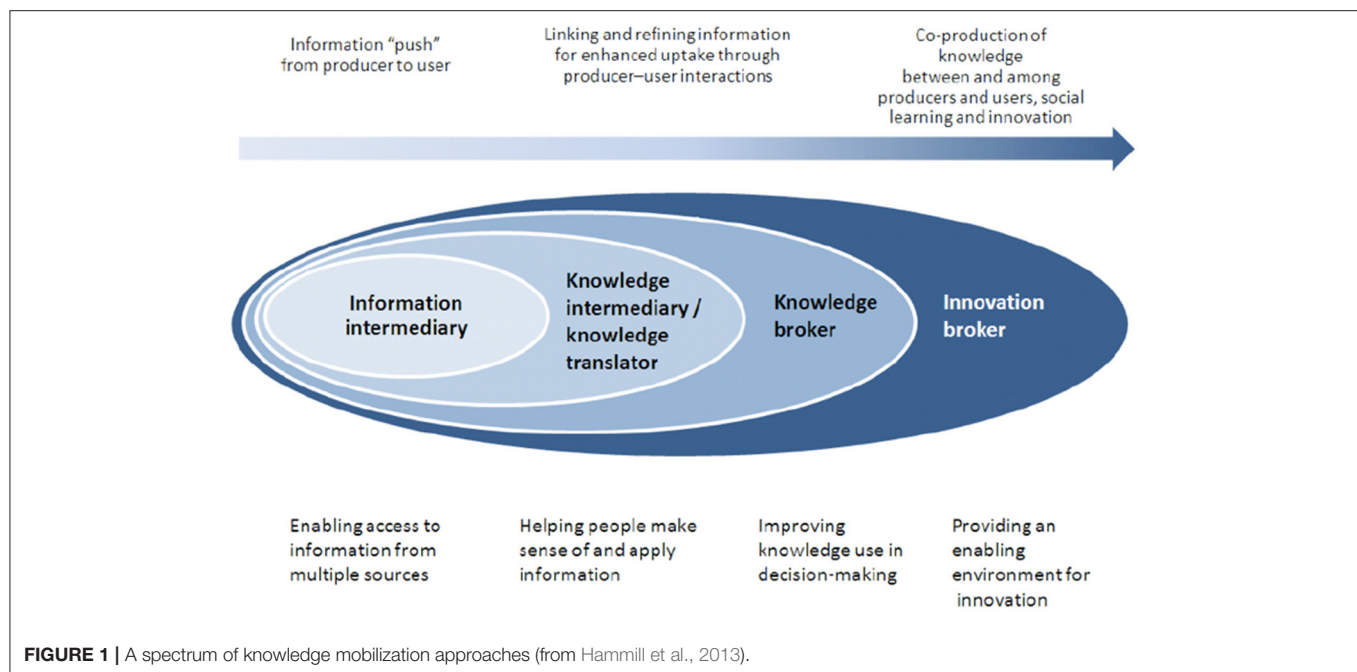 Information "push"
from producer to user
Linking and refining information
for enhanced uptake through
producer–user interactions
Co-production of
knowledge
between and among
producers and users, social
learning and innovation
Information
intermediary
Knowledge
intermediary /
knowledge
translator
Knowledge
broker
Innovation
broker
Enabling access to
information from
multiple sources
Helping people make
sense of and apply
information
Improving
knowledge use in
decision-making
Providing an
enabling
environment for
innovation
FIGURE 1 | A spectrum of knowledge mobilization approaches (from Hammill et al., 2013).